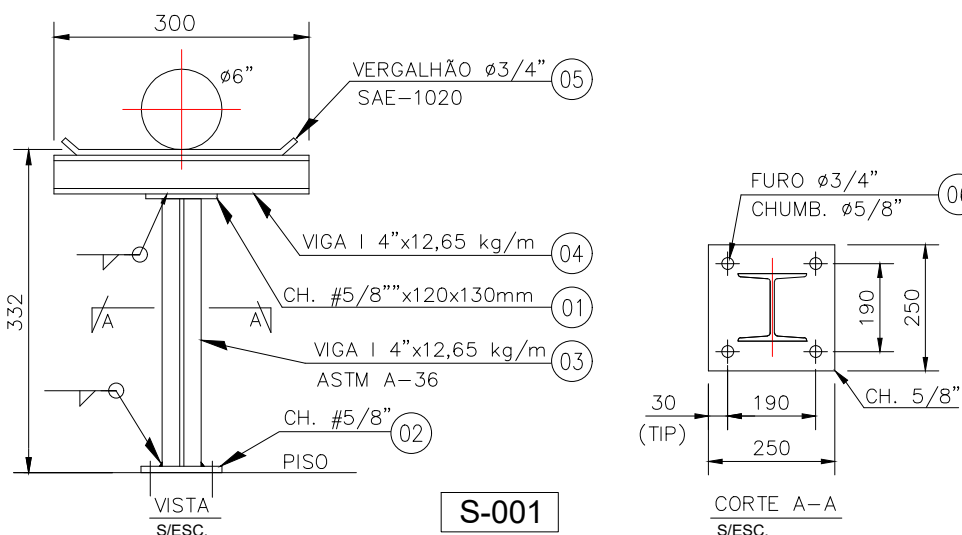 300
Ø6"
VERGALHÃO Ø3/4"
SAE-1020
05
332
VIGA I 4"x12,65 kg/m
04
CH. #5/8""x120x130mm
01
A
A
VIGA I 4"x12,65 kg/m
ASTM A-36
03
CH. #5/8"
02
PISO
VISTA
S/ESC.
S-001
FURO Ø3/4"
CHUMB. Ø5/8"
06
190
250
CH. 5/8"
30
(TIP)
190
250
CORTE A-A
S/ESC.